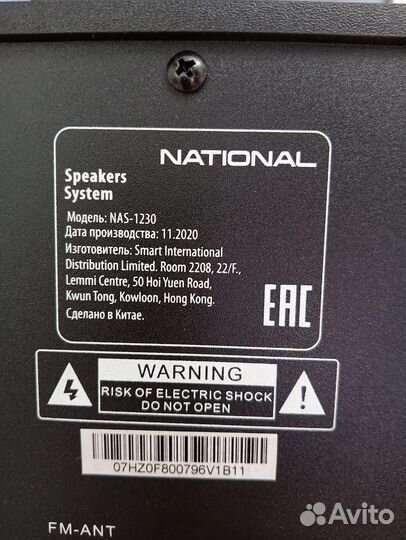 NATIONAL
Speakers
System
Модель: NAS-1230
Дата производства: 11.2020
Изготовитель: Smart International
Distribution Limited. Room 2208, 22/F.,
Lemmi Centre, 50 Hoi Yuen Road,
Kwun Tong, Kowloon, Hong Kong.
Сделано в Китае.
EAC
WARNING
RISK OF ELECTRIC SHOCK
DO NOT OPEN
07HZ0F800796V1B11
FM-ANT
Avito